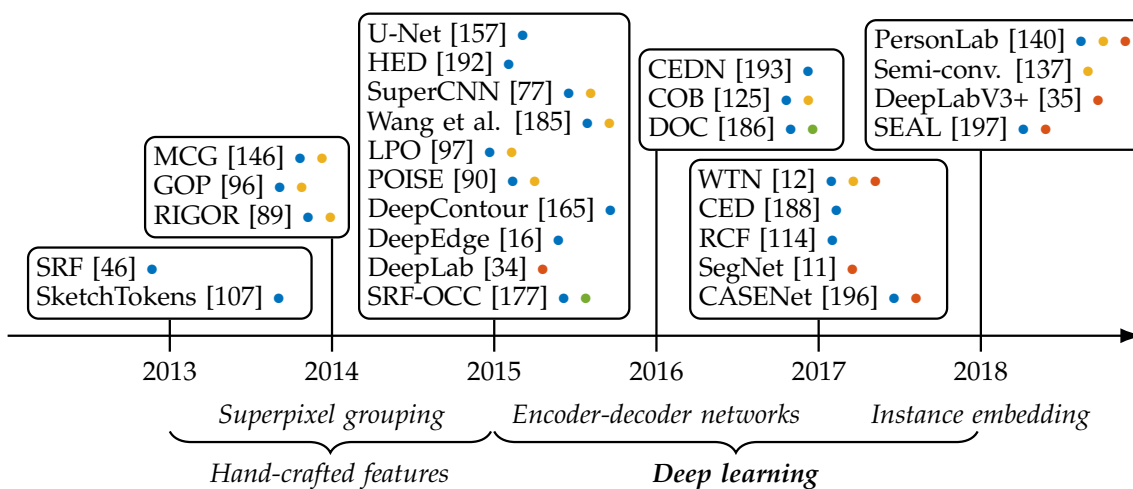 SRF [46]
SketchTokens [107]
MCG [146]
GOP [96]
RIGOR [89]
U-Net [157]
HED [192]
SuperCNN [77]
Wang et al. [185]
LPO [97]
POISE [90]
DeepContour [165]
DeepEdge [16]
DeepLab [34]
SRF-OCC [177]
CEDN [193]
COB [125]
DOC [186]
WTN [12]
CED [188]
RCF [114]
SegNet [11]
CASENet [196]
PersonLab [140]
Semi-conv. [137]
DeepLabV3+ [35]
SEAL [197]
2013 2014 2015 2016 2017 2018
Superpixel grouping Encoder-decoder networks Instance embedding
Hand-crafted features Deep learning